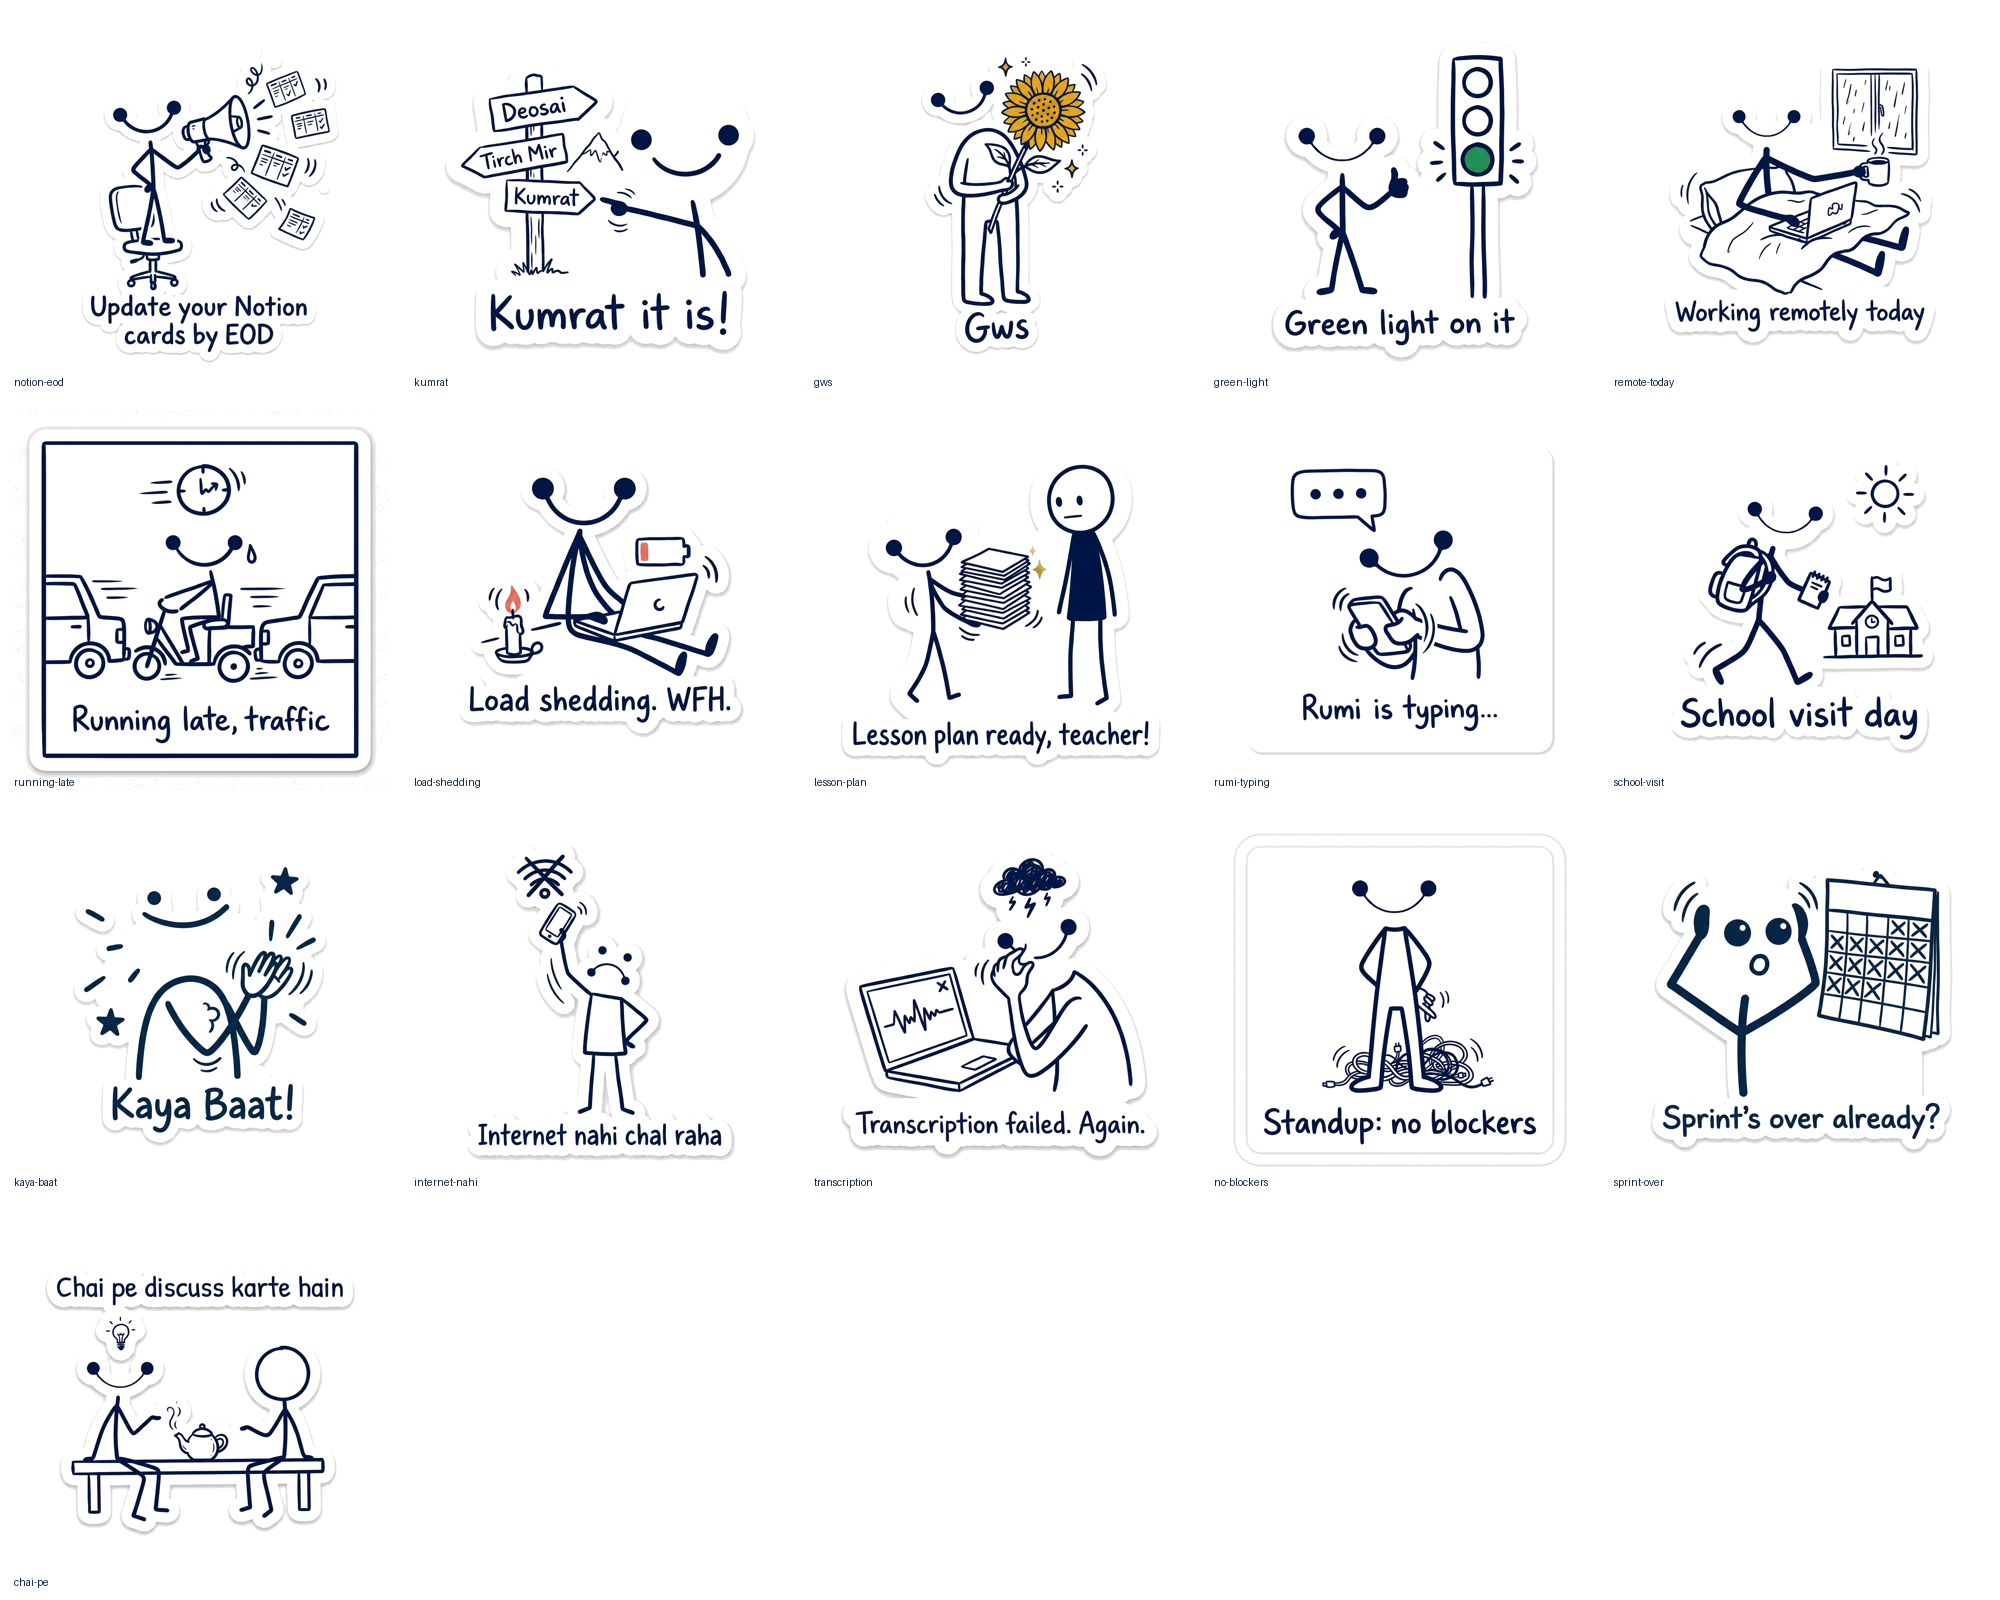 Deosai
Tirch Mir
Kumrat
Update your Notion
cards by EOD
Kumrat it is!
Gws
Green light on it
Working remotely today
notion-eod
kumrat
gws
green-light
remote-today
Running late, traffic
Load shedding. WFH.
Lesson plan ready, teacher!
Rumi is typing...
School visit day
running-late
load-shedding
lesson-plan
rumi-typing
school-visit
Kaya Baat!
Internet nahi chal raha
Transcription failed. Again.
Standup: no blockers
Sprint's over already?
kaya-baat
internet-nahi
transcription
no-blockers
sprint-over
Chai pe discuss karte hain
chai-pe